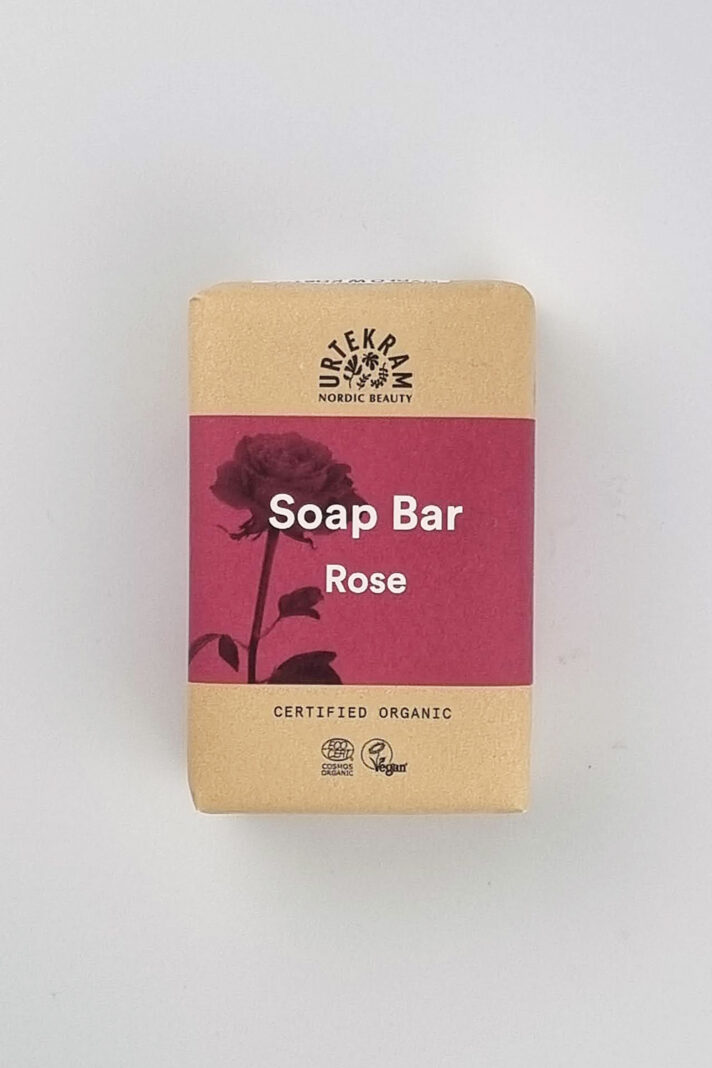 URTEKRAM
NORDIC BEAUTY
Soap Bar
Rose
CERTIFIED ORGANIC
ECO
CERT
COSMOS
ORGANIC
Vegan